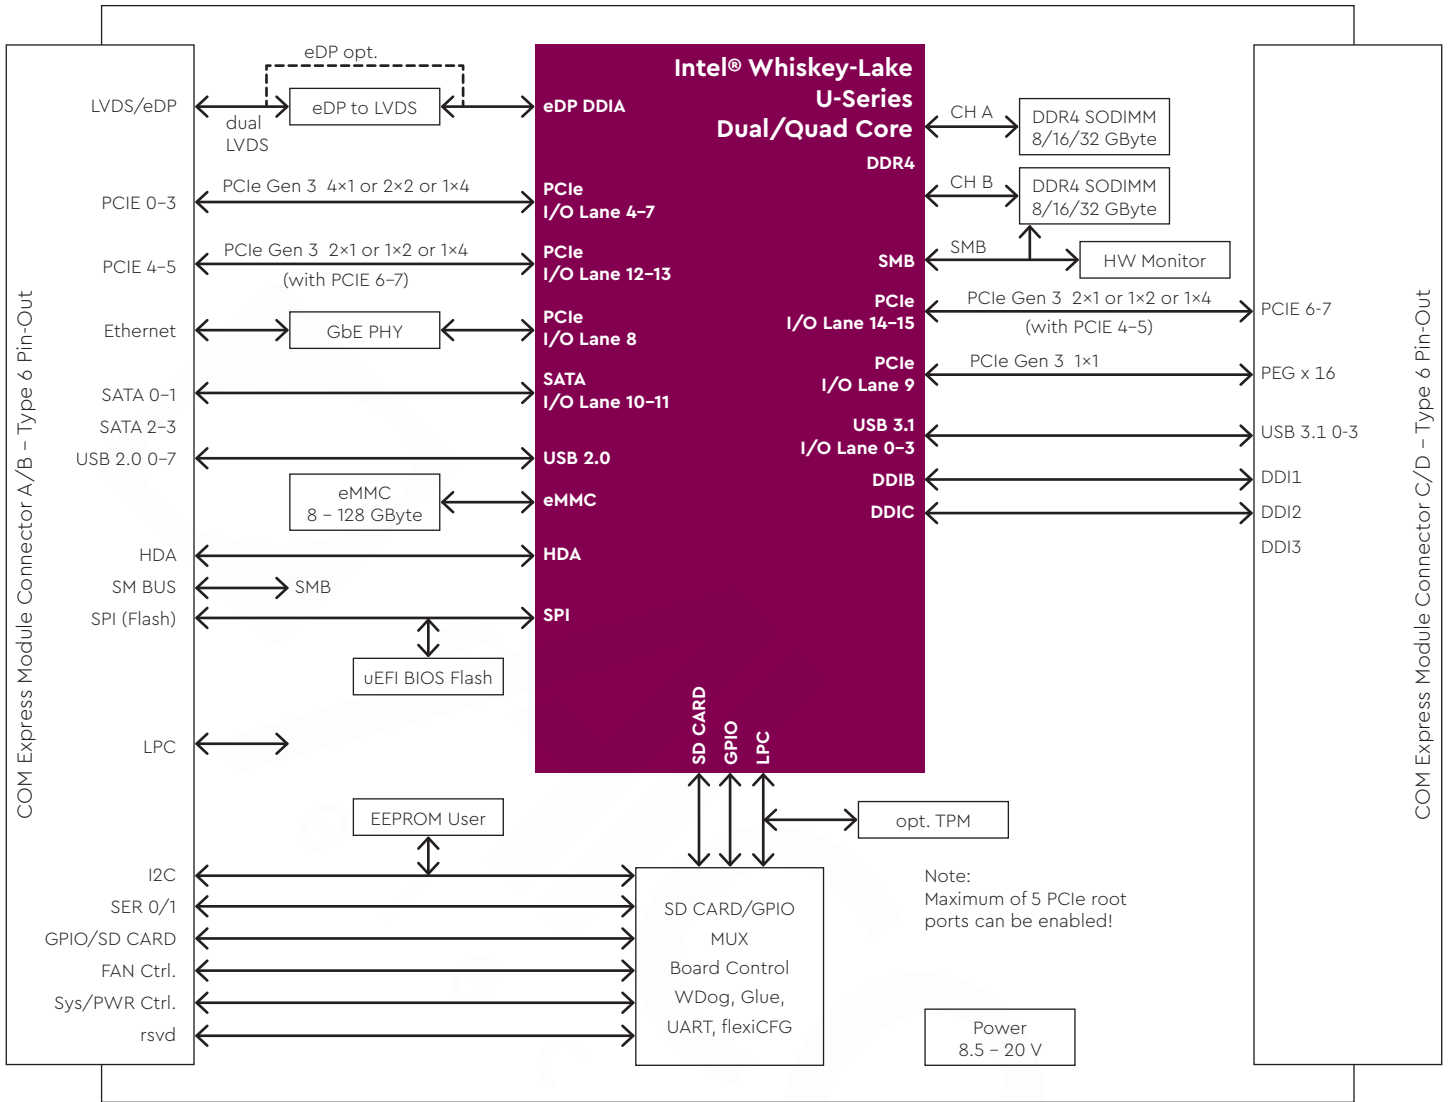 COM Express Module Connector A/B – Type 6 Pin-Out
LVDS/eDP
PCIE 0–3
PCIE 4–5
Ethernet
SATA 0–1
SATA 2–3
USB 2.0 0–7
HDA
SM BUS
SPI (Flash)
LPC
I2C
SER 0/1
GPIO/SD CARD
FAN Ctrl.
Sys/PWR Ctrl.
rsvd
eDP opt.
eDP to LVDS
dual
LVDS
PCIe Gen 3 4×1 or 2×2 or 1×4
PCIe Gen 3 2×1 or 1×2 or 1×4
(with PCIE 6–7)
GbE PHY
eMMC
8 – 128 GByte
SMB
uEFI BIOS Flash
EEPROM User
Intel® Whiskey-Lake
U-Series
Dual/Quad Core
eDP DDIA
PCIe
I/O Lane 4–7
PCIe
I/O Lane 12–13
PCIe
I/O Lane 8
SATA
I/O Lane 10–11
USB 2.0
eMMC
HDA
SPI
DDR4
SMB
PCIe
I/O Lane 14–15
PCIe
I/O Lane 9
USB 3.1
I/O Lane 0–3
DDIB
DDIC
SD CARD
GPIO
LPC
CH A
DDR4 SODIMM
8/16/32 GByte
CH B
DDR4 SODIMM
8/16/32 GByte
SMB
HW Monitor
PCIe Gen 3 2×1 or 1×2 or 1×4
(with PCIE 4–5)
PCIe Gen 3 1×1
opt. TPM
SD CARD/GPIO
MUX
Board Control
WDog, Glue,
UART, flexiCFG
Note:
Maximum of 5 PCIe root
ports can be enabled!
Power
8.5 – 20 V
PCIE 6-7
PEG x 16
USB 3.1 0-3
DDI1
DDI2
DDI3
COM Express Module Connector C/D – Type 6 Pin-Out